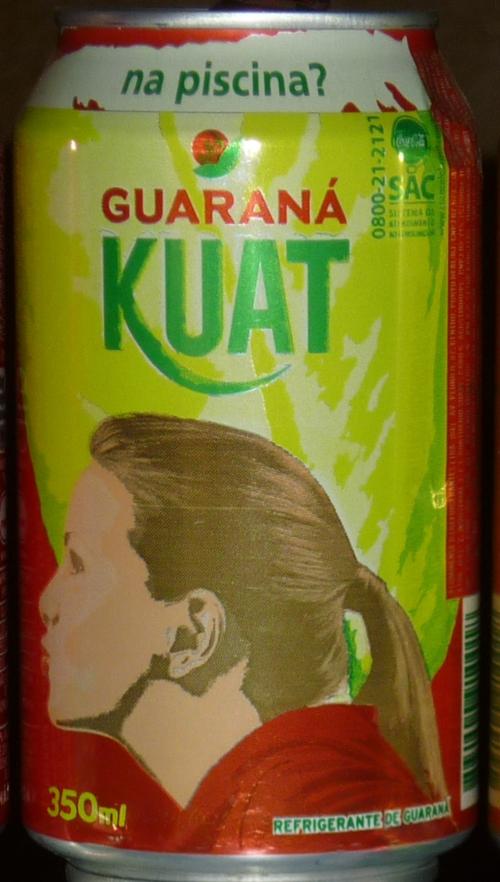 na piscina?
GUARANÁ
KUAT
0800-21-2121
SAC
350ml
REFRIGERANTE DE GUARANÁ